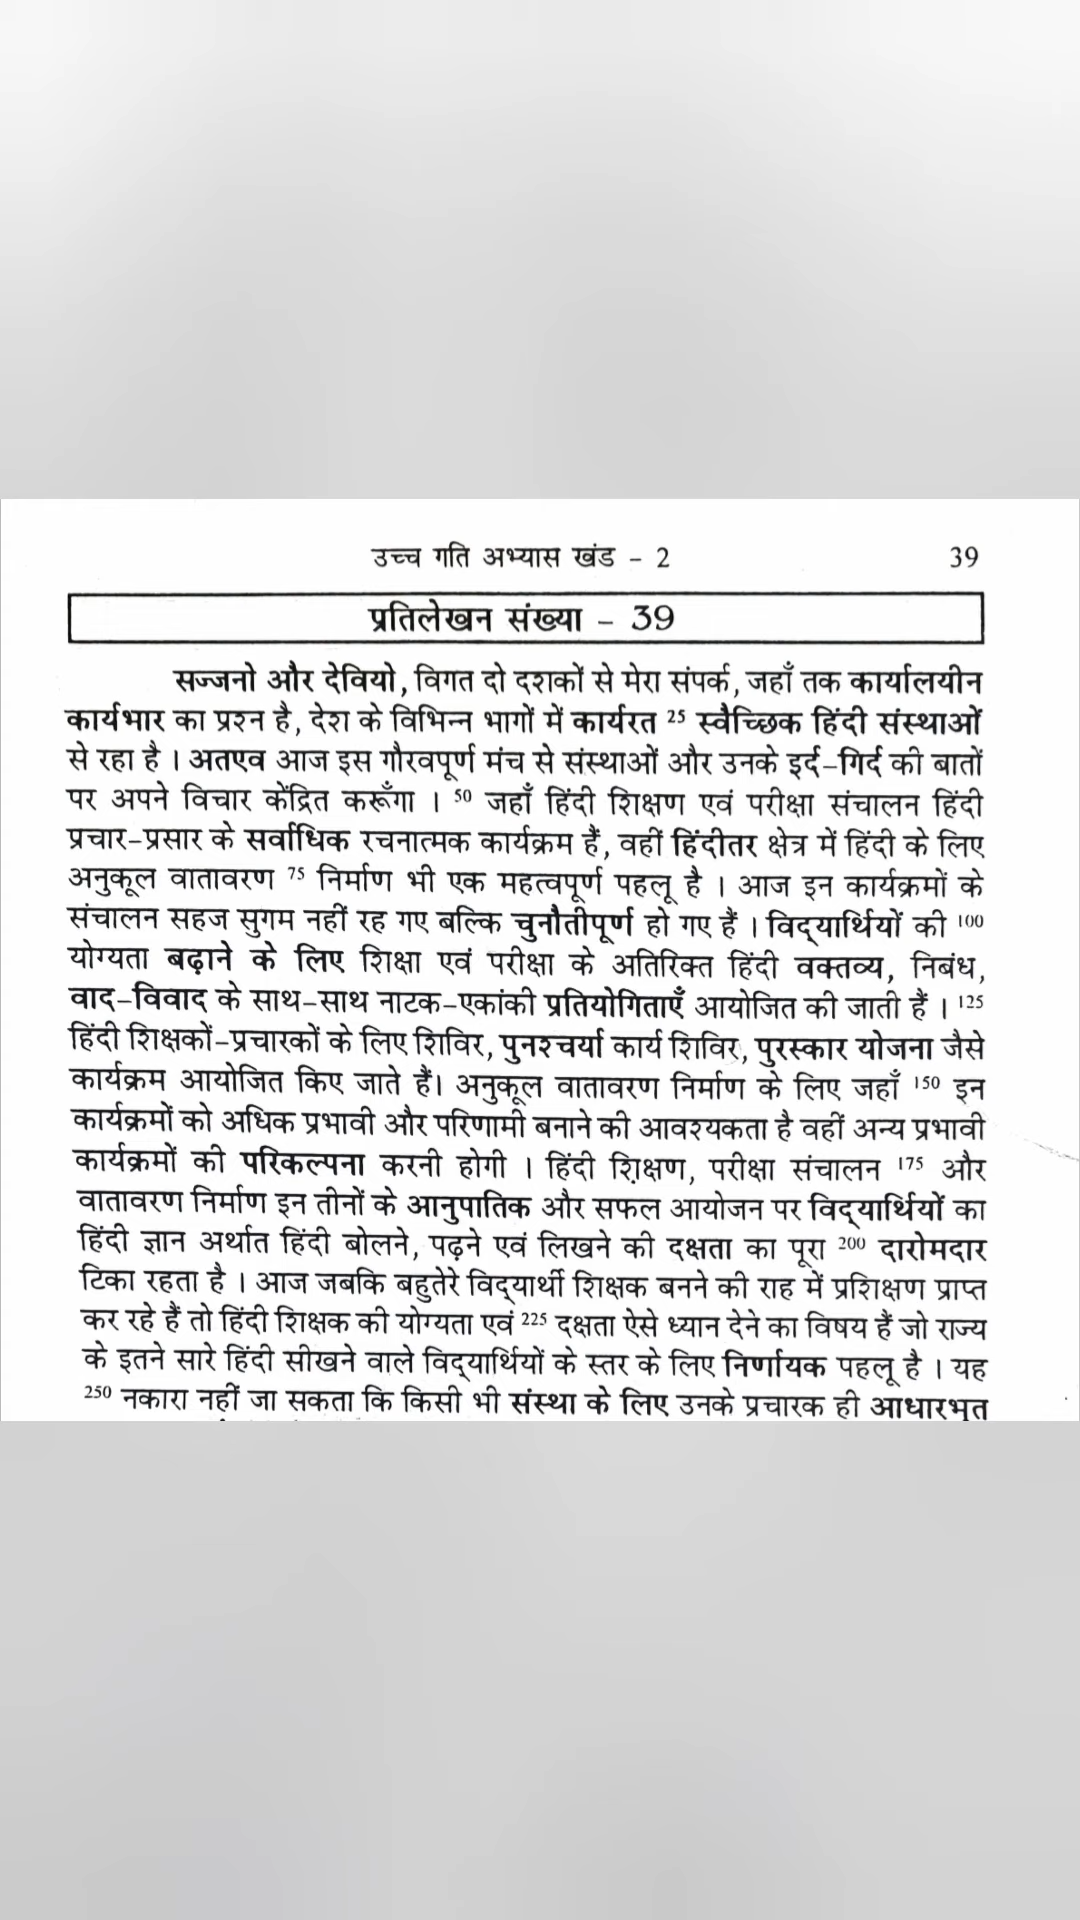 उच्च गति अभ्यास खंड – 2 39
प्रतिलेखन संख्या – 39
सज्जनो और देवियो, विगत दो दशकों से मेरा संपर्क, जहाँ तक कार्यालयीन
कार्यभार का प्रश्न है, देश के विभिन्न भागों में कार्यरत 25 स्वैच्छिक हिंदी संस्थाओं
से रहा है । अतएव आज इस गौरवपूर्ण मंच से संस्थाओं और उनके इर्द–गिर्द की बातों
पर अपने विचार केंद्रित करूँगा । 50 जहाँ हिंदी शिक्षण एवं परीक्षा संचालन हिंदी
प्रचार–प्रसार के सर्वाधिक रचनात्मक कार्यक्रम हैं, वहीं हिंदीतर क्षेत्र में हिंदी के लिए
अनुकूल वातावरण 75 निर्माण भी एक महत्वपूर्ण पहलू है । आज इन कार्यक्रमों के
संचालन सहज सुगम नहीं रह गए बल्कि चुनौतीपूर्ण हो गए हैं । विद्यार्थियों की 100
योग्यता बढ़ाने के लिए शिक्षा एवं परीक्षा के अतिरिक्त हिंदी वक्तव्य, निबंध,
वाद–विवाद के साथ–साथ नाटक–एकांकी प्रतियोगिताएँ आयोजित की जाती हैं । 125
हिंदी शिक्षकों–प्रचारकों के लिए शिविर, पुनश्चर्या कार्य शिविर, पुरस्कार योजना जैसे
कार्यक्रम आयोजित किए जाते हैं। अनुकूल वातावरण निर्माण के लिए जहाँ 150 इन
कार्यक्रमों को अधिक प्रभावी और परिणामी बनाने की आवश्यकता है वहीं अन्य प्रभावी
कार्यक्रमों की परिकल्पना करनी होगी । हिंदी शिक्षण, परीक्षा संचालन 175 और
वातावरण निर्माण इन तीनों के आनुपातिक और सफल आयोजन पर विद्यार्थियों का
हिंदी ज्ञान अर्थात हिंदी बोलने, पढ़ने एवं लिखने की दक्षता का पूरा 200 दारोमदार
टिका रहता है । आज जबकि बहुतेरे विद्यार्थी शिक्षक बनने की राह में प्रशिक्षण प्राप्त
कर रहे हैं तो हिंदी शिक्षक की योग्यता एवं 225 दक्षता ऐसे ध्यान देने का विषय हैं जो राज्य
के इतने सारे हिंदी सीखने वाले विद्यार्थियों के स्तर के लिए निर्णायक पहलू है । यह
250 नकारा नहीं जा सकता कि किसी भी संस्था के लिए उनके प्रचारक ही आधारभूत